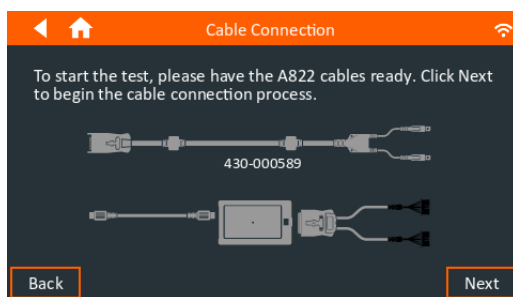 Cable Connection
To start the test, please have the A822 cables ready. Click Next
to begin the cable connection process.
430-000589
Back
Next